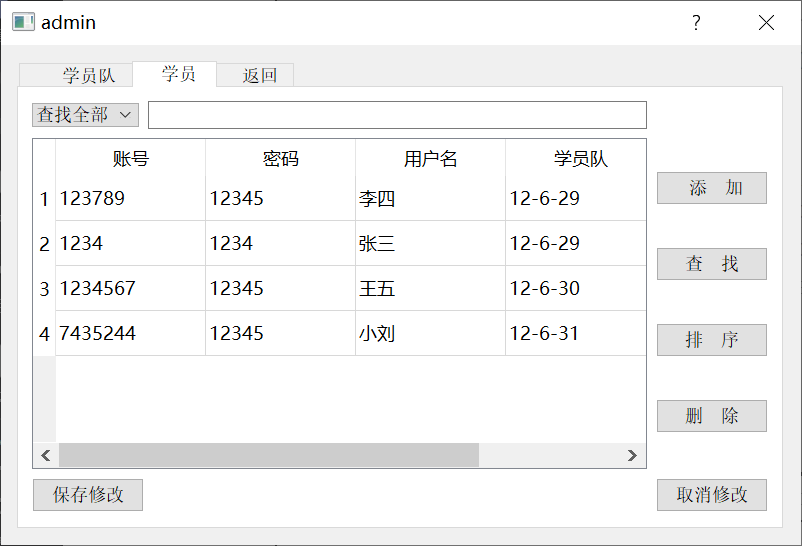 admin
学员队 学员 返回
查找全部
账号 密码 用户名 学员队
1 123789 12345 李四 12-6-29
2 1234 1234 张三 12-6-29
3 1234567 12345 王五 12-6-30
4 7435244 12345 小刘 12-6-31
添 加
查 找
排 序
删 除
保存修改 取消修改